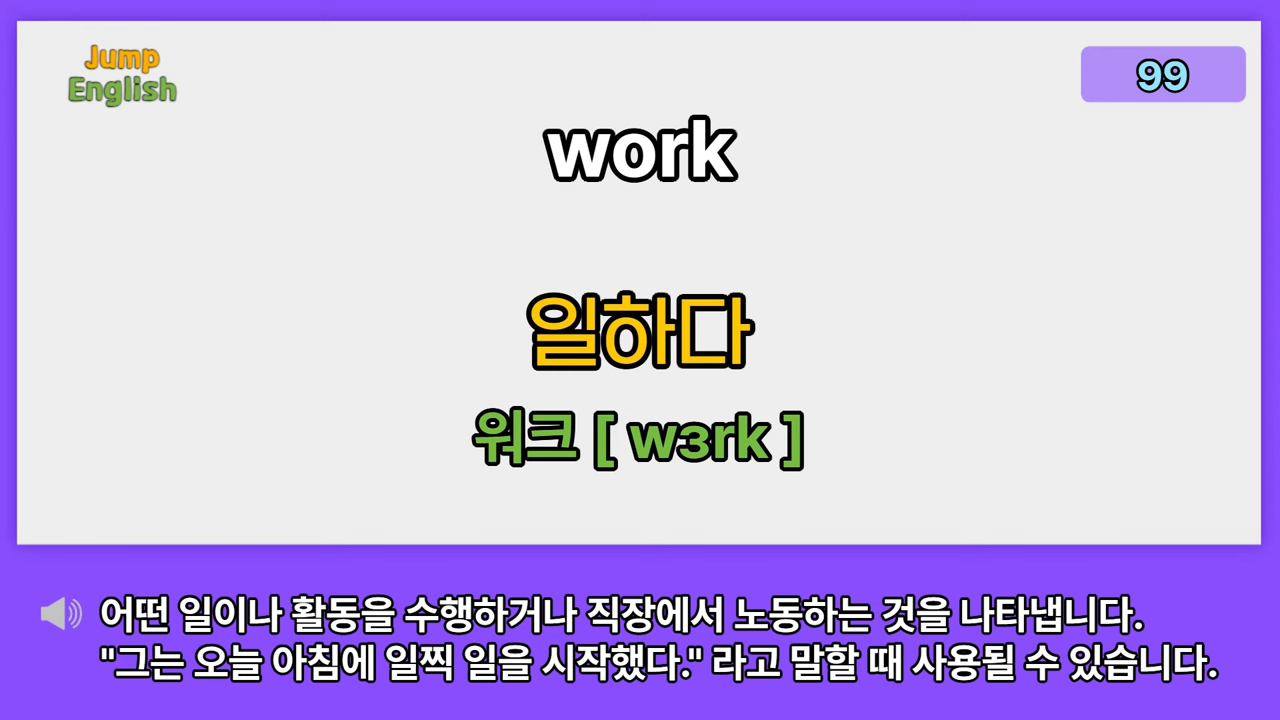 Jump
English
99
work
일하다
워크 [ wɜrk ]
어떤 일이나 활동을 수행하거나 직장에서 노동하는 것을 나타냅니다.
"그는 오늘 아침에 일찍 일을 시작했다." 라고 말할 때 사용될 수 있습니다.